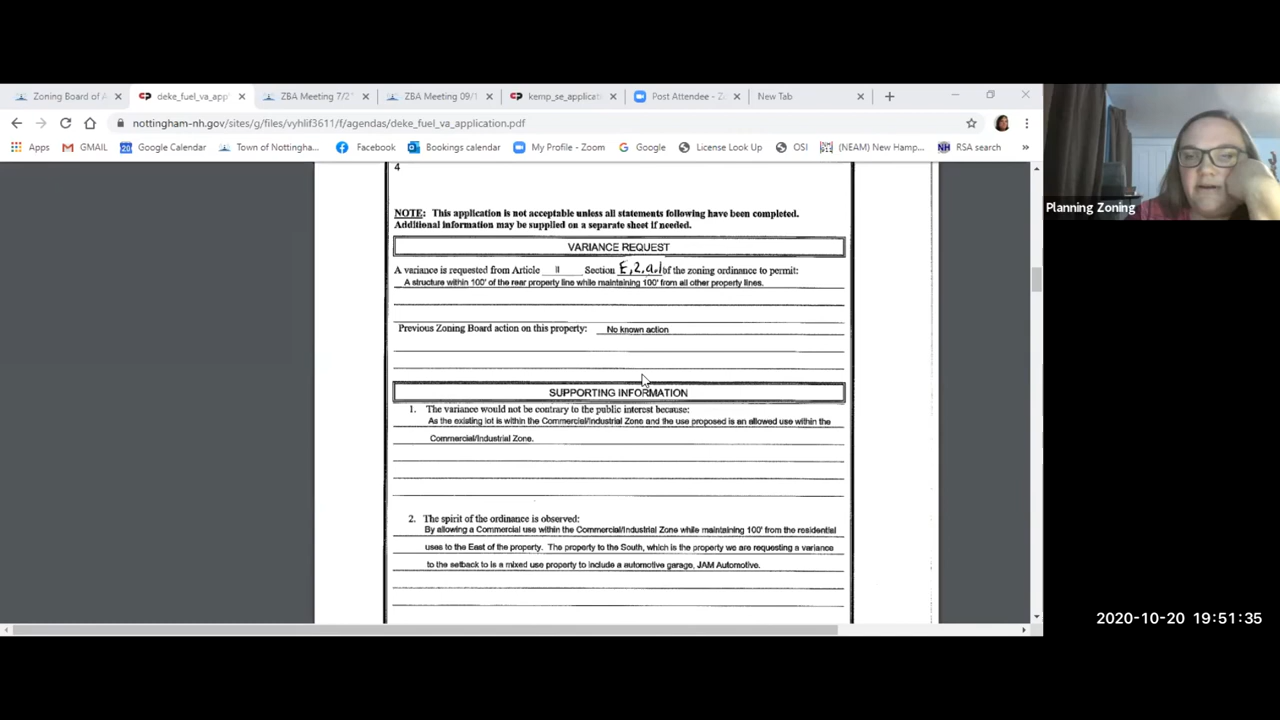 Zoning Board of A
deke_fuel_va_app
ZBA Meeting 7/2
ZBA Meeting 09/1
kemp_se_applicat
Post Attendee - Z
New Tab
nottingham-nh.gov/sites/g/files/vyhlif3611/f/agendas/deke_fuel_va_application.pdf
Apps
GMAIL
Google Calendar
Town of Nottingha...
Facebook
Bookings calendar
My Profile - Zoom
Google
License Look Up
OSI
(NEAM) New Hamp...
RSA search
4
NOTE: This application is not acceptable unless all statements following have been completed.
Additional information may be supplied on a separate sheet if needed.
VARIANCE REQUEST
A variance is requested from Article II Section E,2,a,1 of the zoning ordinance to permit:
A structure within 100' of the rear property line while maintaining 100' from all other property lines.
Previous Zoning Board action on this property: No known action
SUPPORTING INFORMATION
1. The variance would not be contrary to the public interest because:
As the existing lot is within the Commercial/Industrial Zone and the use proposed is an allowed use within the
Commercial/Industrial Zone.
2. The spirit of the ordinance is observed:
By allowing a Commercial use within the Commercial/Industrial Zone while maintaining 100' from the residential
uses to the East of the property. The property to the South, which is the property we are requesting a variance
to the setback to is a mixed use property to include a automotive garage, JAM Automotive.
Planning Zoning
2020-10-20 19:51:35